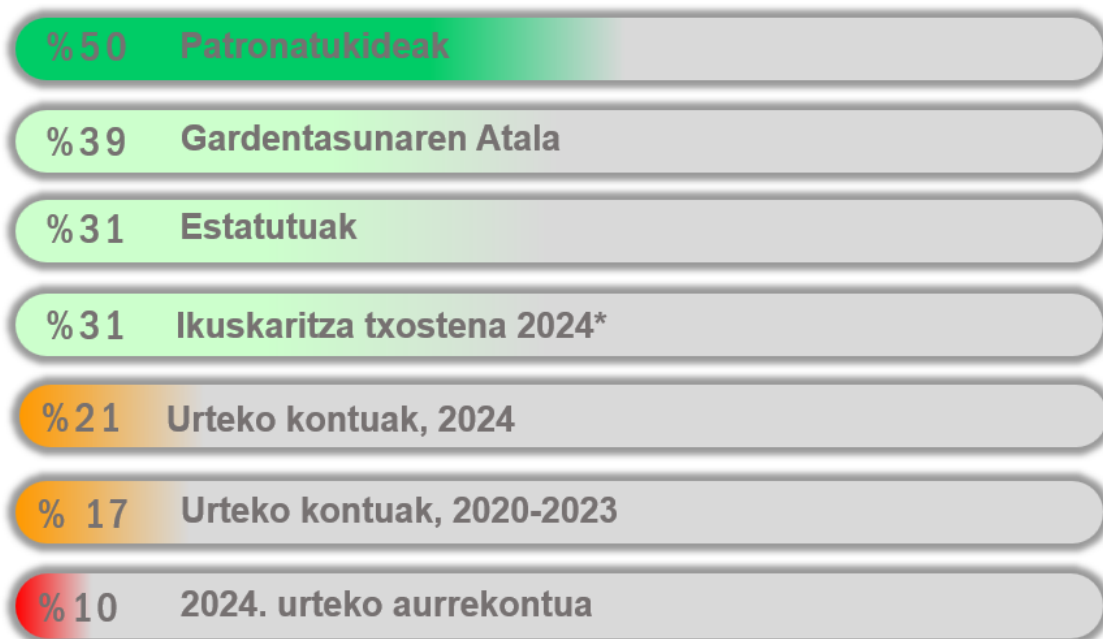 %50 Patronatukideak
%39 Gardentasunaren Atala
%31 Estatutuak
%31 Ikuskaritza txostena 2024*
%21 Urteko kontuak, 2024
% 17 Urteko kontuak, 2020-2023
%10 2024. urteko aurrekontua